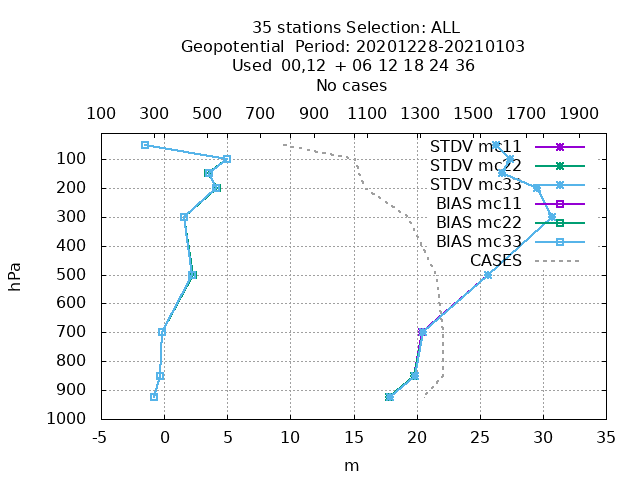 35 stations Selection: ALL
Geopotential  Period: 20201228-20210103
Used 00,12 + 06 12 18 24 36
No cases
100 300 500 700 900 1100 1300 1500 1700 1900
STDV mc11
STDV mc22
STDV mc33
BIAS mc11
BIAS mc22
BIAS mc33
CASES
100
200
300
400
500
600
700
800
900
1000
hPa
-5 0 5 10 15 20 25 30 35
m